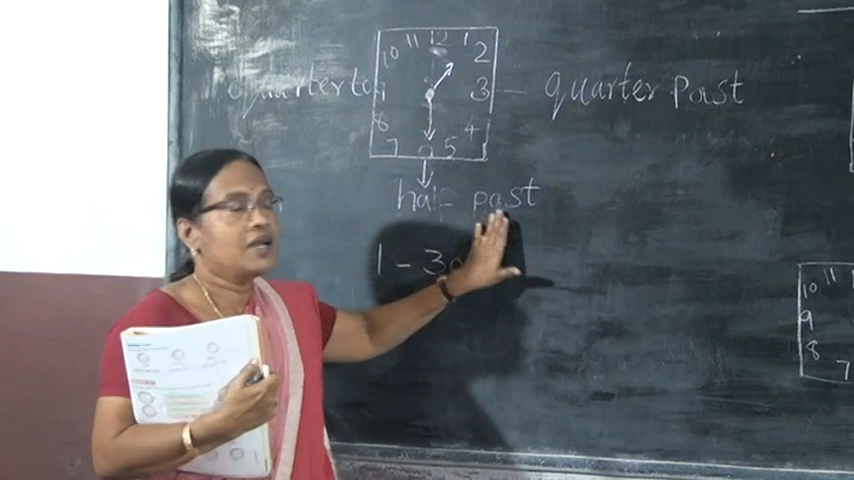 11 12 1
10 2
quarter to — quarter past
3
8 4
7 5
half past
1 - 30
10 11
9
8
7